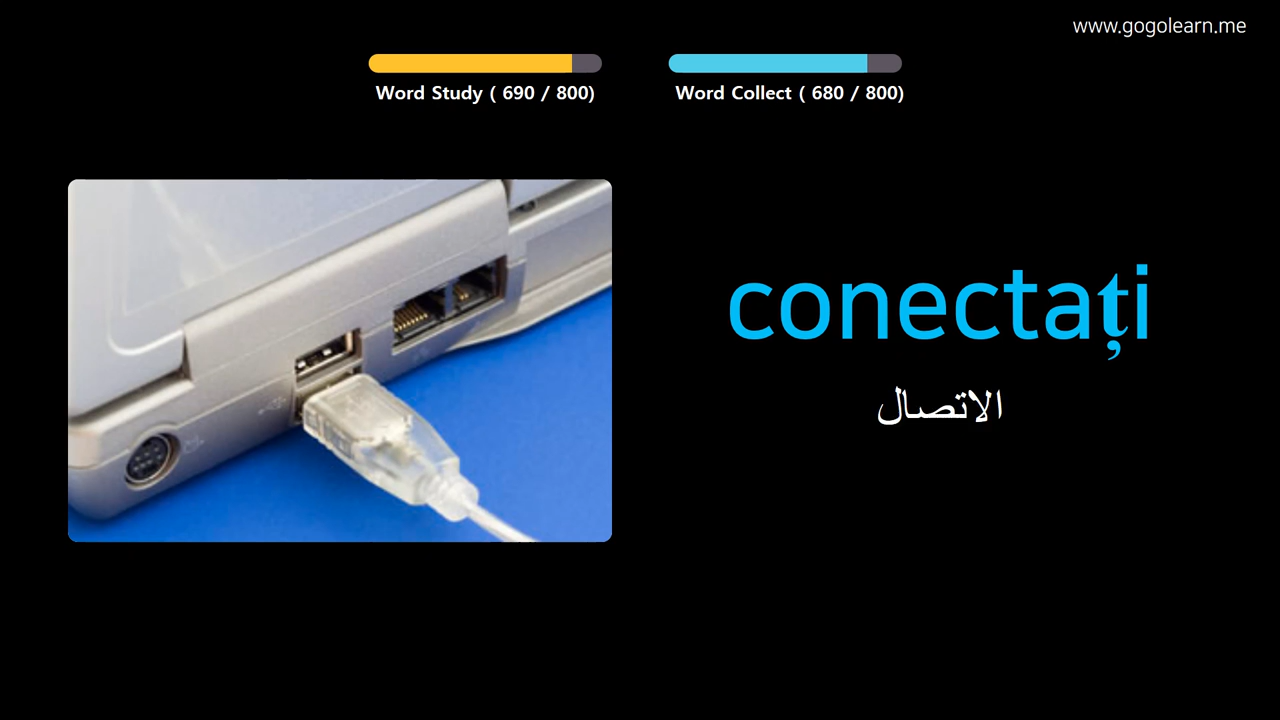 www.gogolearn.me
Word Study ( 690 / 800)
Word Collect ( 680 / 800)
conectați
الاتصال